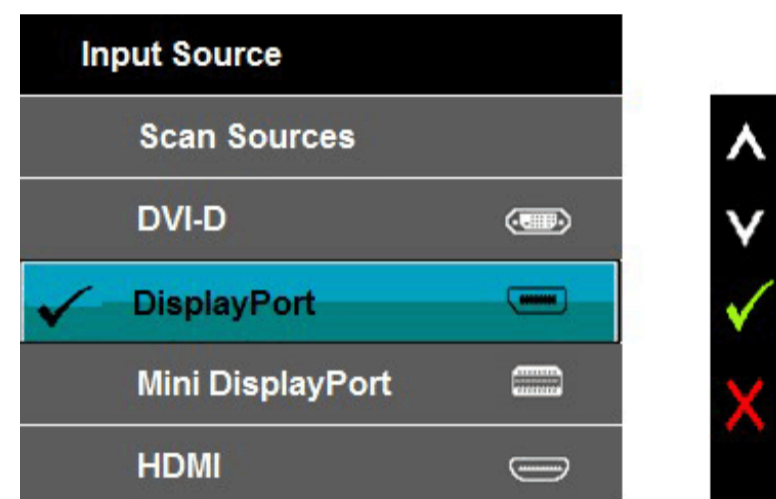 Input Source
Scan Sources
DVI-D
DisplayPort
Mini DisplayPort
HDMI